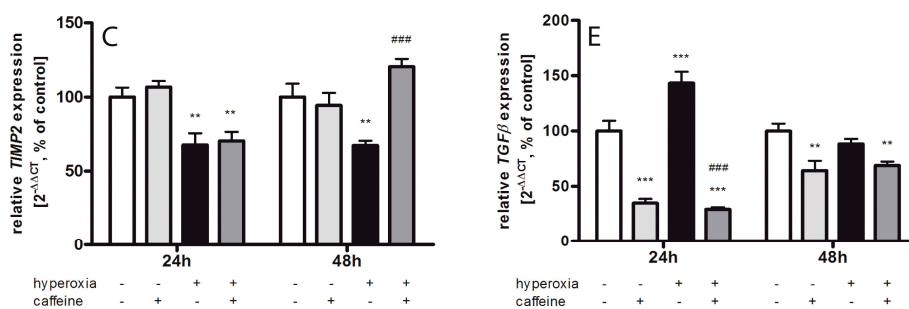 C
relative TIMP2 expression
[2-ΔΔCT, % of control]
150
100
50
0
**
**
**
###
24h
48h
hyperoxia - - + + - - + +
caffeine - + - + - + - +
E
relative TGFβ expression
[2-ΔΔCT, % of control]
200
150
100
50
0
***
***
###
***
**
**
24h
48h
hyperoxia - - + + - - + +
caffeine - + - + - + - +